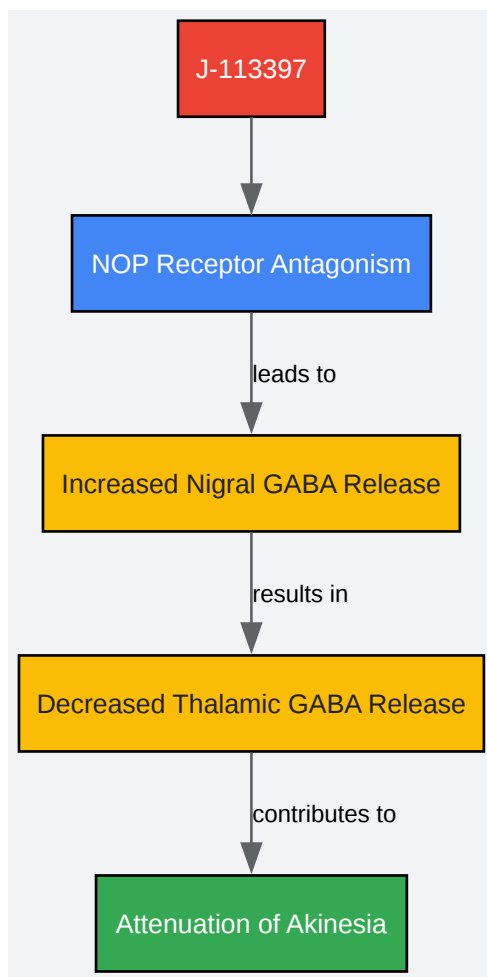 J-113397
NOP Receptor Antagonism
leads to
Increased Nigral GABA Release
results in
Decreased Thalamic GABA Release
contributes to
Attenuation of Akinesia